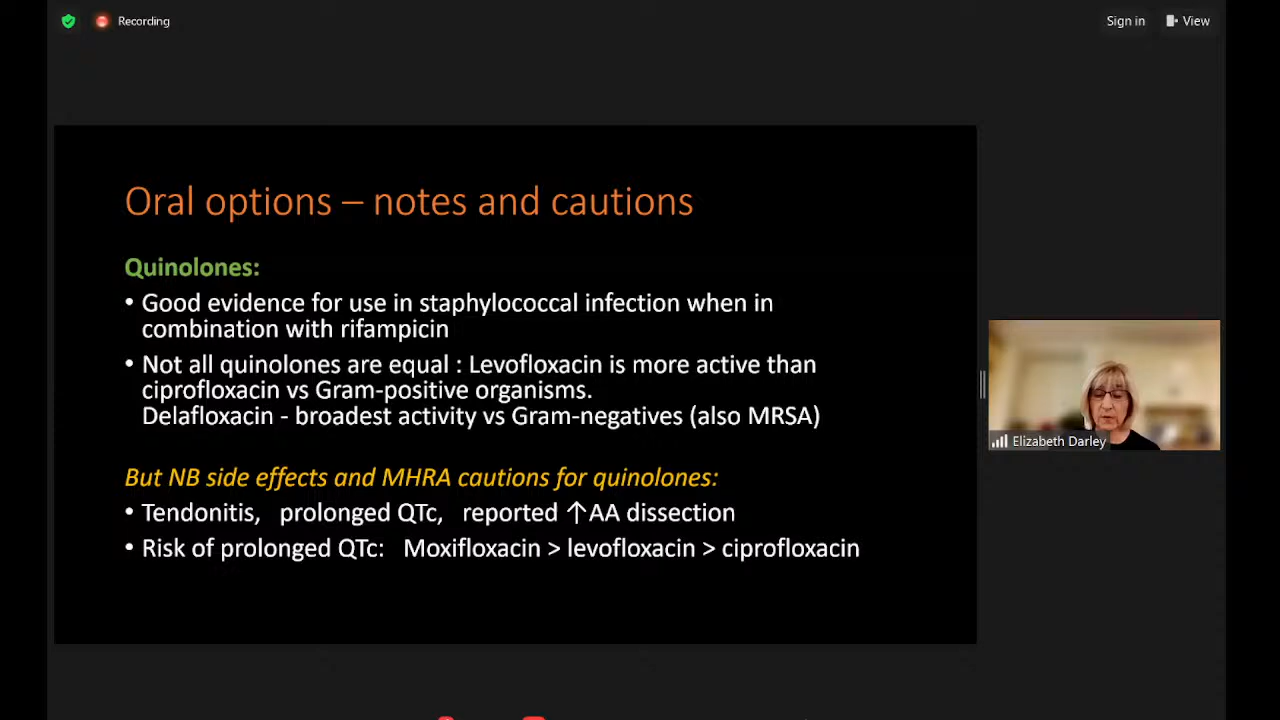 Recording
Sign in
View
Oral options – notes and cautions
Quinolones:
• Good evidence for use in staphylococcal infection when in
combination with rifampicin
• Not all quinolones are equal : Levofloxacin is more active than
ciprofloxacin vs Gram-positive organisms.
Delafloxacin - broadest activity vs Gram-negatives (also MRSA)
But NB side effects and MHRA cautions for quinolones:
• Tendonitis, prolonged QTc, reported ↑AA dissection
• Risk of prolonged QTc: Moxifloxacin > levofloxacin > ciprofloxacin
Elizabeth Darley